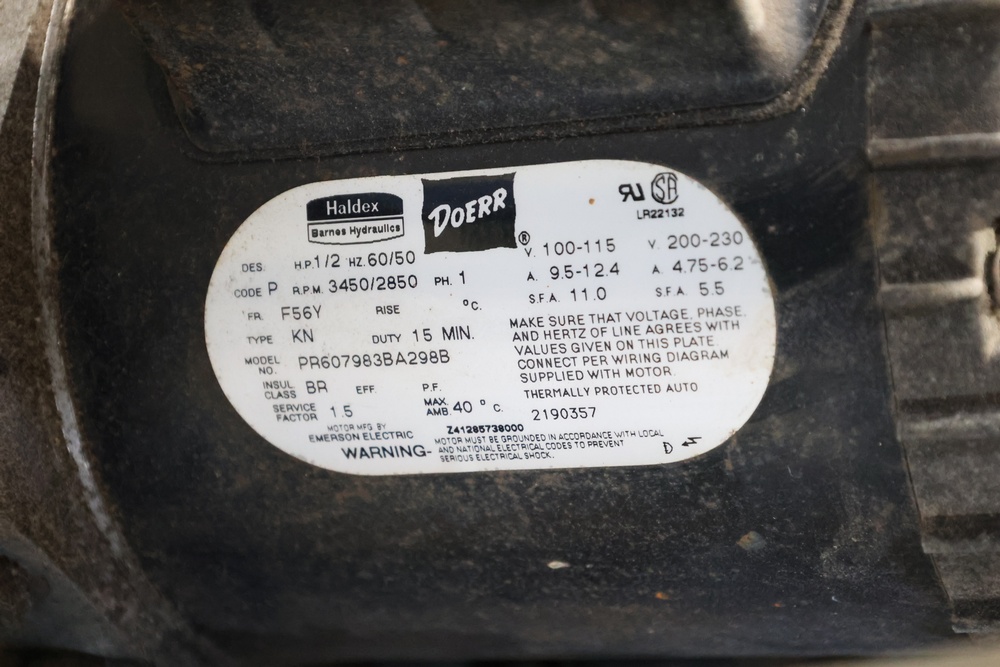 Haldex
Barnes Hydraulics
DOERR
®
LR22132
DES. H.P. 1/2 HZ. 60/50
V. 100-115 V. 200-230
CODE P R.P.M. 3450/2850 PH. 1
A. 9.5-12.4 A. 4.75-6.2
FR. F56Y RISE °C.
S.F.A. 11.0 S.F.A. 5.5
TYPE KN DUTY 15 MIN.
MODEL NO. PR607983BA298B
INSUL CLASS BR EFF. P.F.
SERVICE FACTOR 1.5 MAX. AMB. 40 ° C.
MAKE SURE THAT VOLTAGE, PHASE,
AND HERTZ OF LINE AGREES WITH
VALUES GIVEN ON THIS PLATE.
CONNECT PER WIRING DIAGRAM
SUPPLIED WITH MOTOR.
THERMALLY PROTECTED AUTO
2190357
MOTOR MFG BY
EMERSON ELECTRIC
Z41285738000
WARNING- MOTOR MUST BE GROUNDED IN ACCORDANCE WITH LOCAL
AND NATIONAL ELECTRICAL CODES TO PREVENT
SERIOUS ELECTRICAL SHOCK.
D